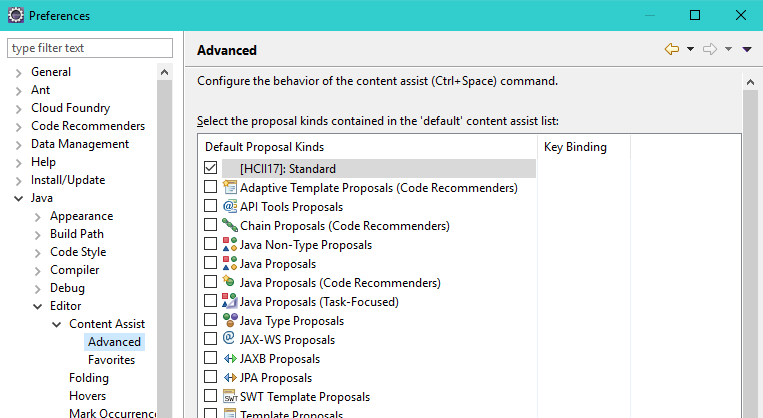 Preferences
type filter text
General
Ant
Cloud Foundry
Code Recommenders
Data Management
Help
Install/Update
Java
Appearance
Build Path
Code Style
Compiler
Debug
Editor
Content Assist
Advanced
Favorites
Folding
Hovers
Mark Occurrence
Advanced
Configure the behavior of the content assist (Ctrl+Space) command.
Select the proposal kinds contained in the 'default' content assist list:
Default Proposal Kinds Key Binding
[HCII17]: Standard
Adaptive Template Proposals (Code Recommenders)
API Tools Proposals
Chain Proposals (Code Recommenders)
Java Non-Type Proposals
Java Proposals
Java Proposals (Code Recommenders)
Java Proposals (Task-Focused)
Java Type Proposals
JAX-WS Proposals
JAXB Proposals
JPA Proposals
SWT Template Proposals
Template Proposals